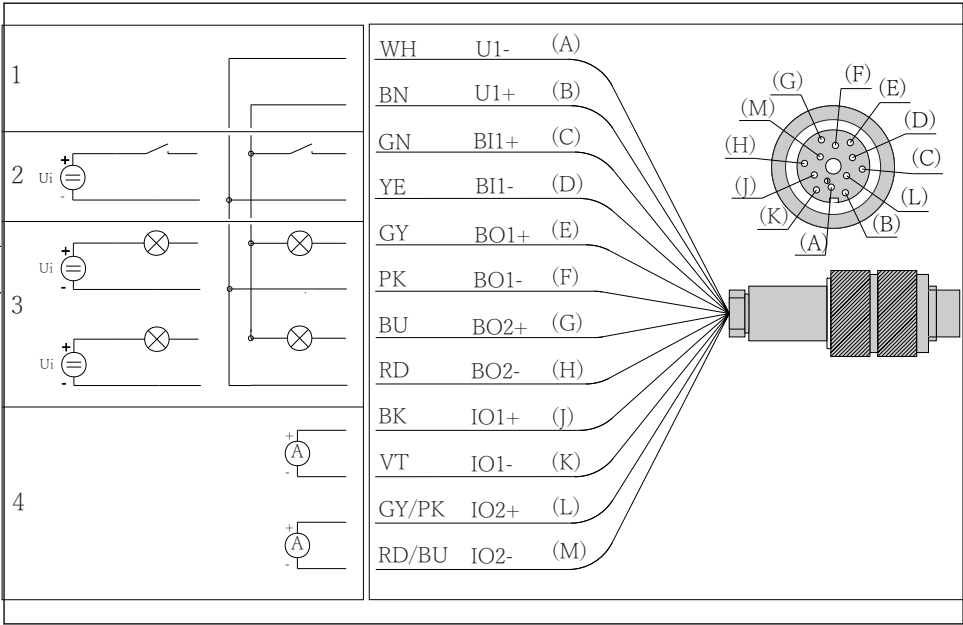 1
2
+
Ui
-
3
+
Ui
-
+
Ui
-
4
+
A
-
+
A
-
WH U1- (A)
BN U1+ (B)
GN BI1+ (C)
YE BI1- (D)
GY BO1+ (E)
PK BO1- (F)
BU BO2+ (G)
RD BO2- (H)
BK IO1+ (J)
VT IO1- (K)
GY/PK IO2+ (L)
RD/BU IO2- (M)
(G) (F) (E)
(M) (D)
(H) (C)
(J) (L)
(K) (B)
(A)